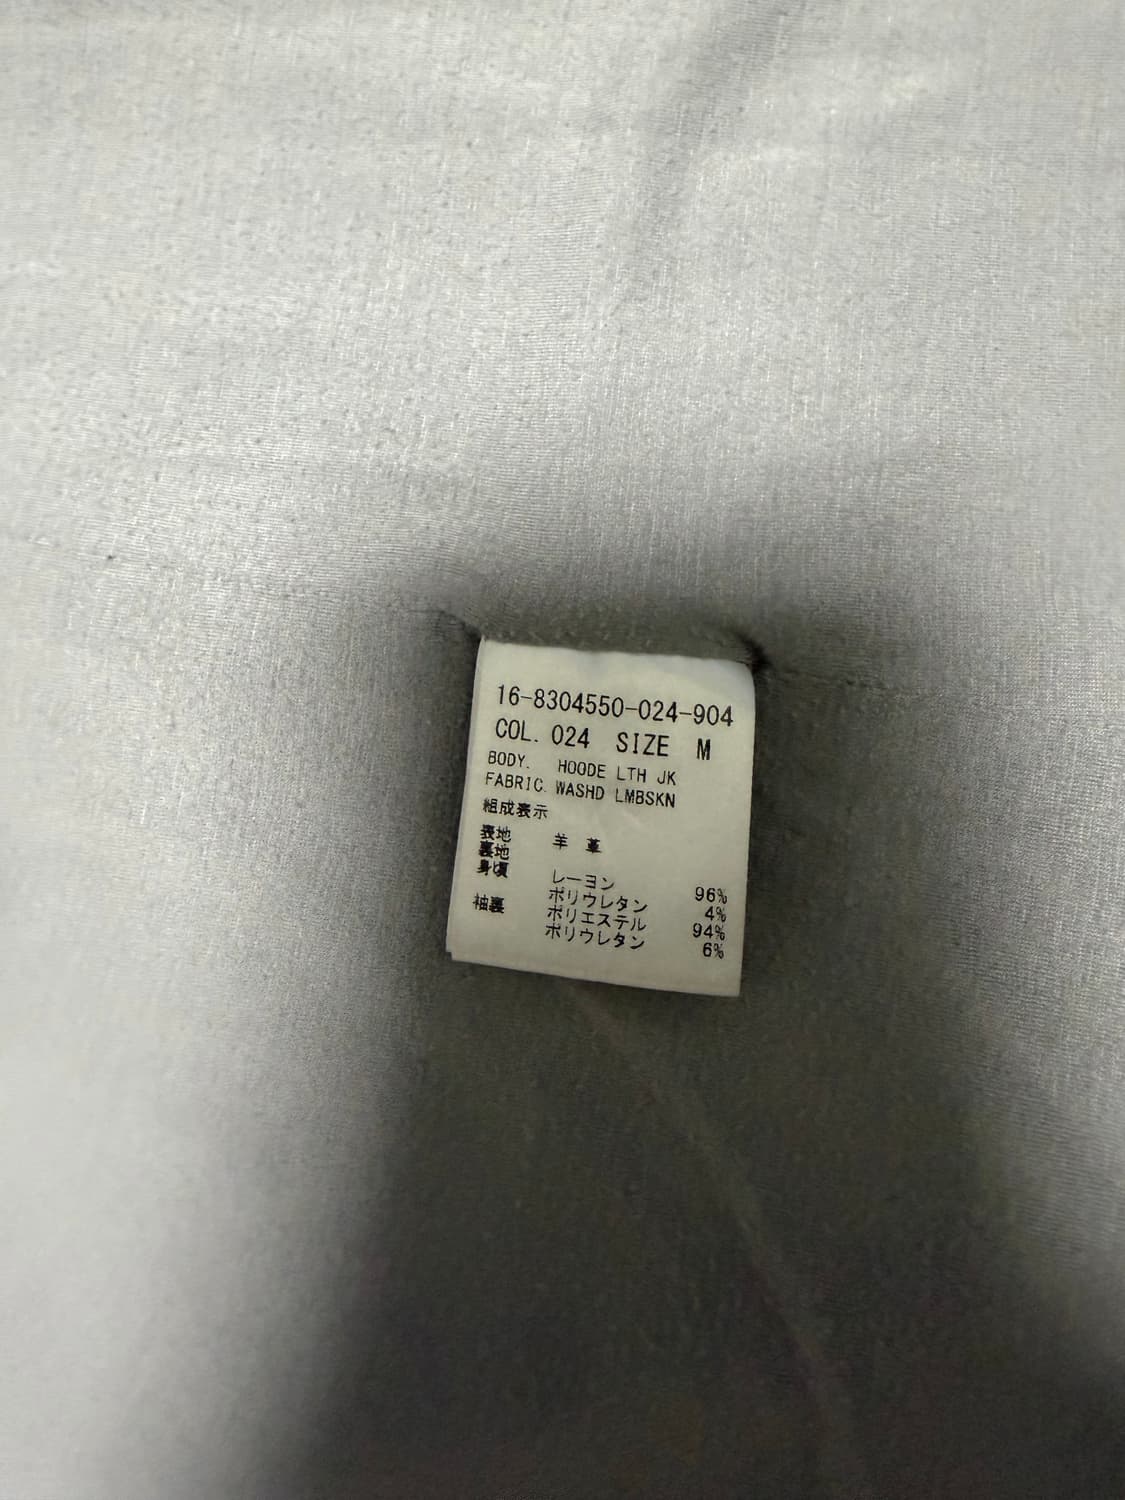 16-8304550-024-904
COL. 024 SIZE M
BODY. HOODE LTH JK
FABRIC. WASHD LMBSKN
組成表示
表地 羊 革
裏地
身頃 レーヨン 96%
ポリウレタン 4%
袖裏 ポリエステル 94%
ポリウレタン 6%